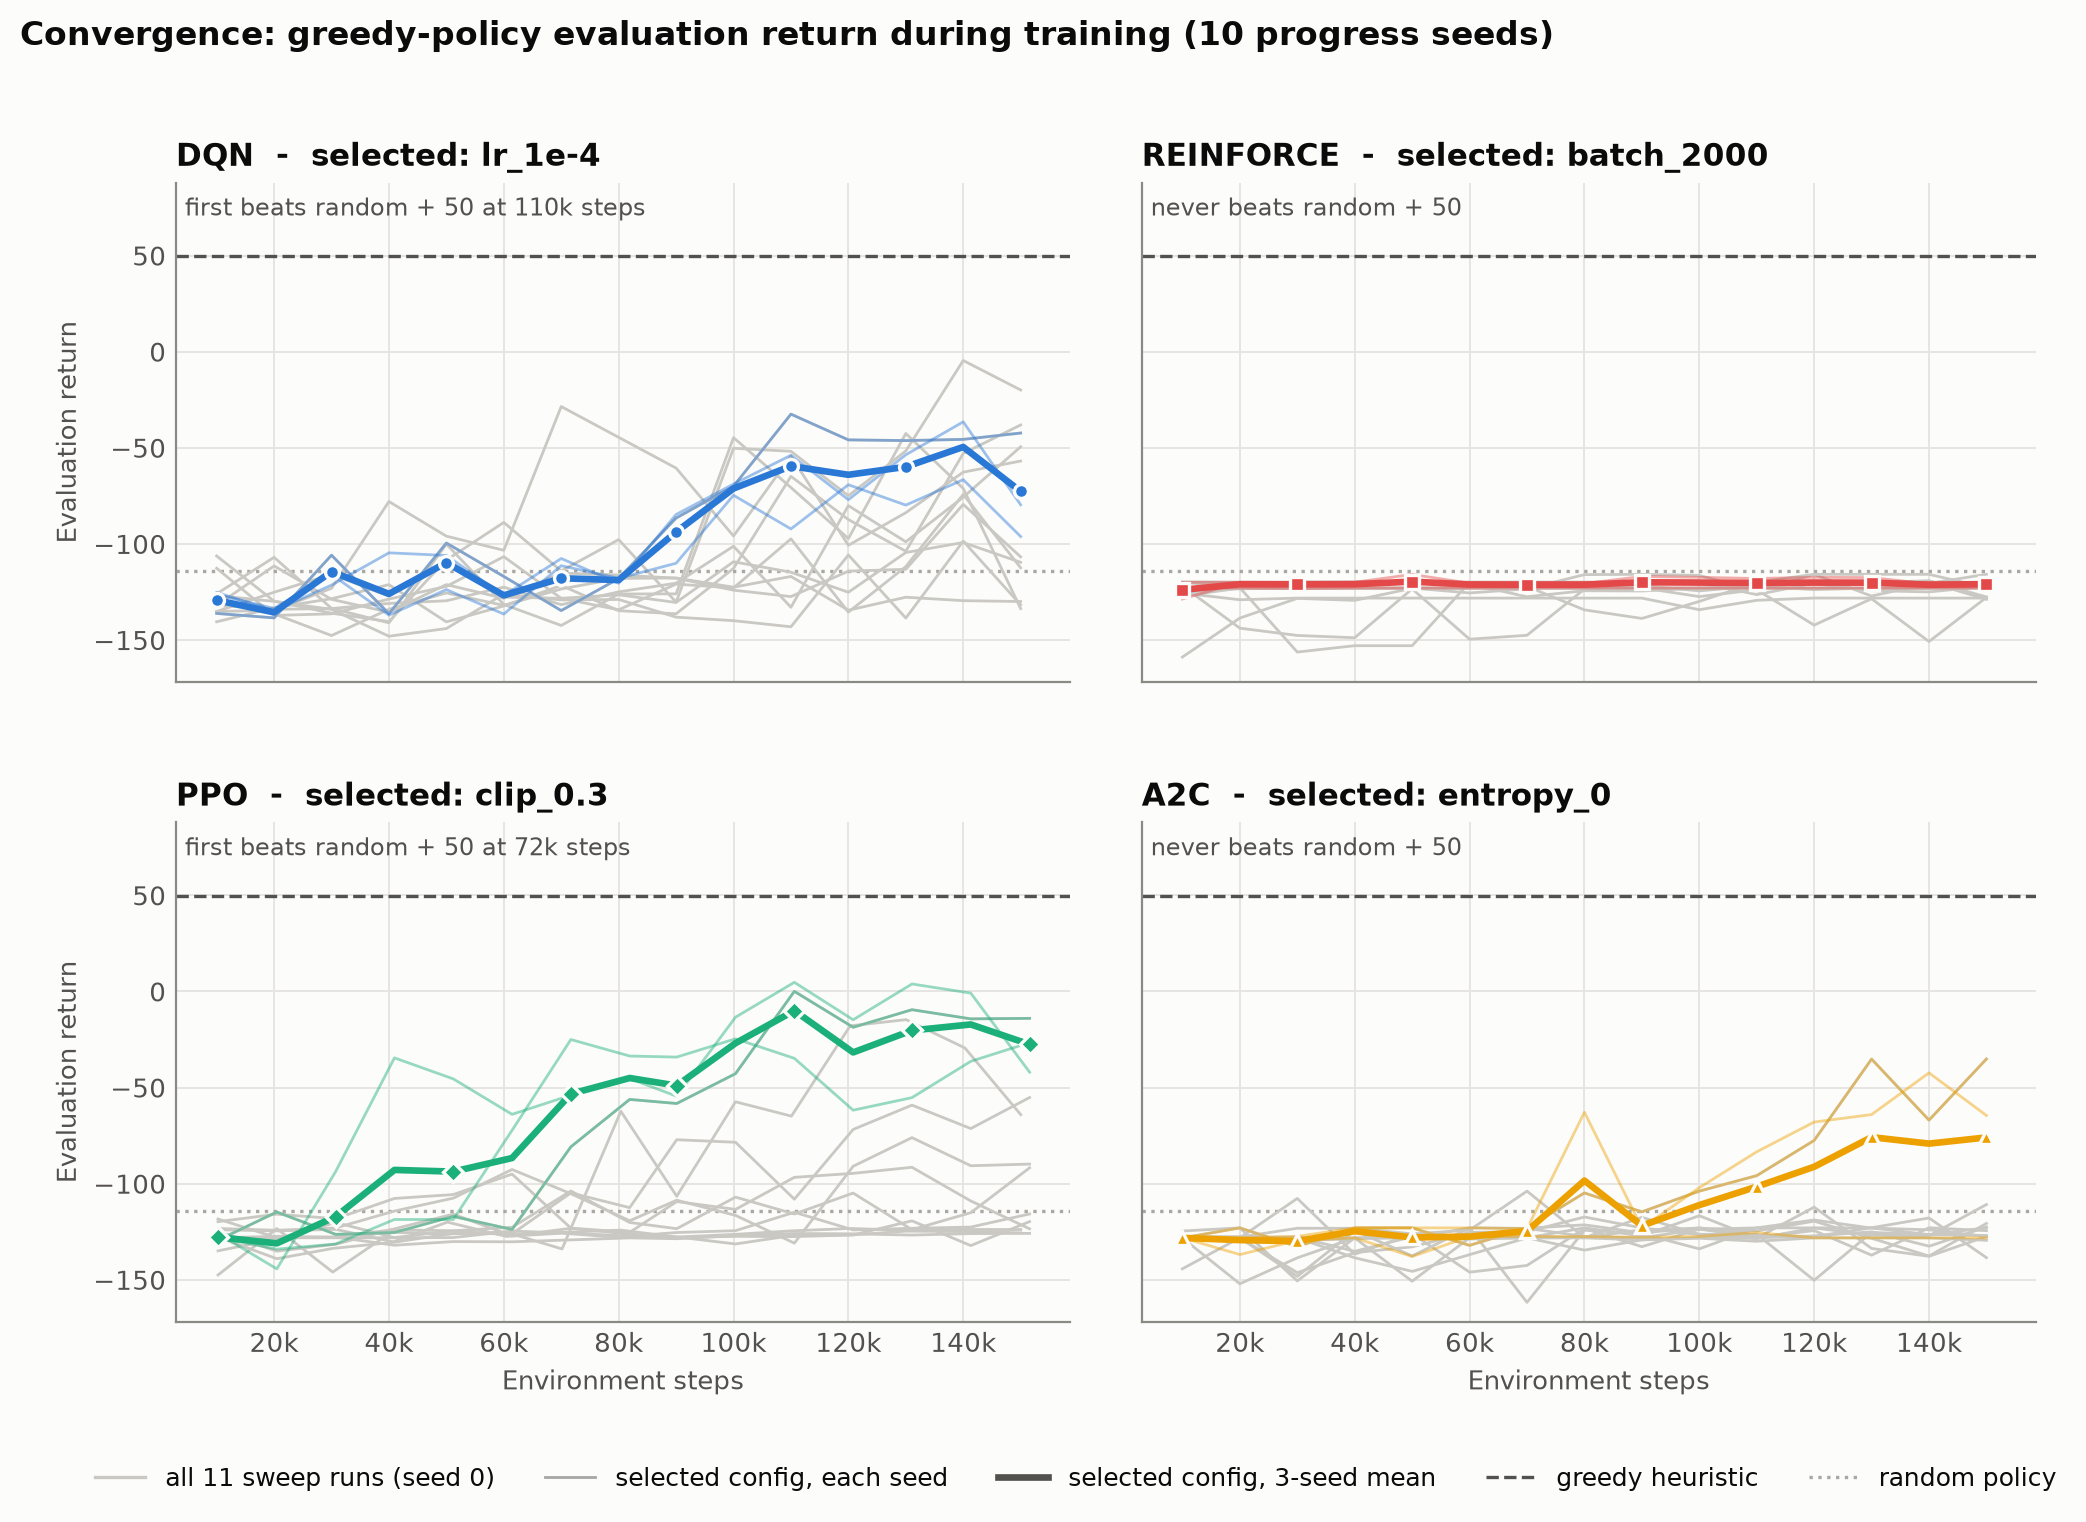 Convergence: greedy-policy evaluation return during training (10 progress seeds)
DQN - selected: lr_1e-4
first beats random + 50 at 110k steps
50
0
−50
−100
−150
Evaluation return
REINFORCE - selected: batch_2000
never beats random + 50
PPO - selected: clip_0.3
first beats random + 50 at 72k steps
50
0
−50
−100
−150
Evaluation return
20k 40k 60k 80k 100k 120k 140k
Environment steps
A2C - selected: entropy_0
never beats random + 50
20k 40k 60k 80k 100k 120k 140k
Environment steps
all 11 sweep runs (seed 0) selected config, each seed selected config, 3-seed mean greedy heuristic random policy